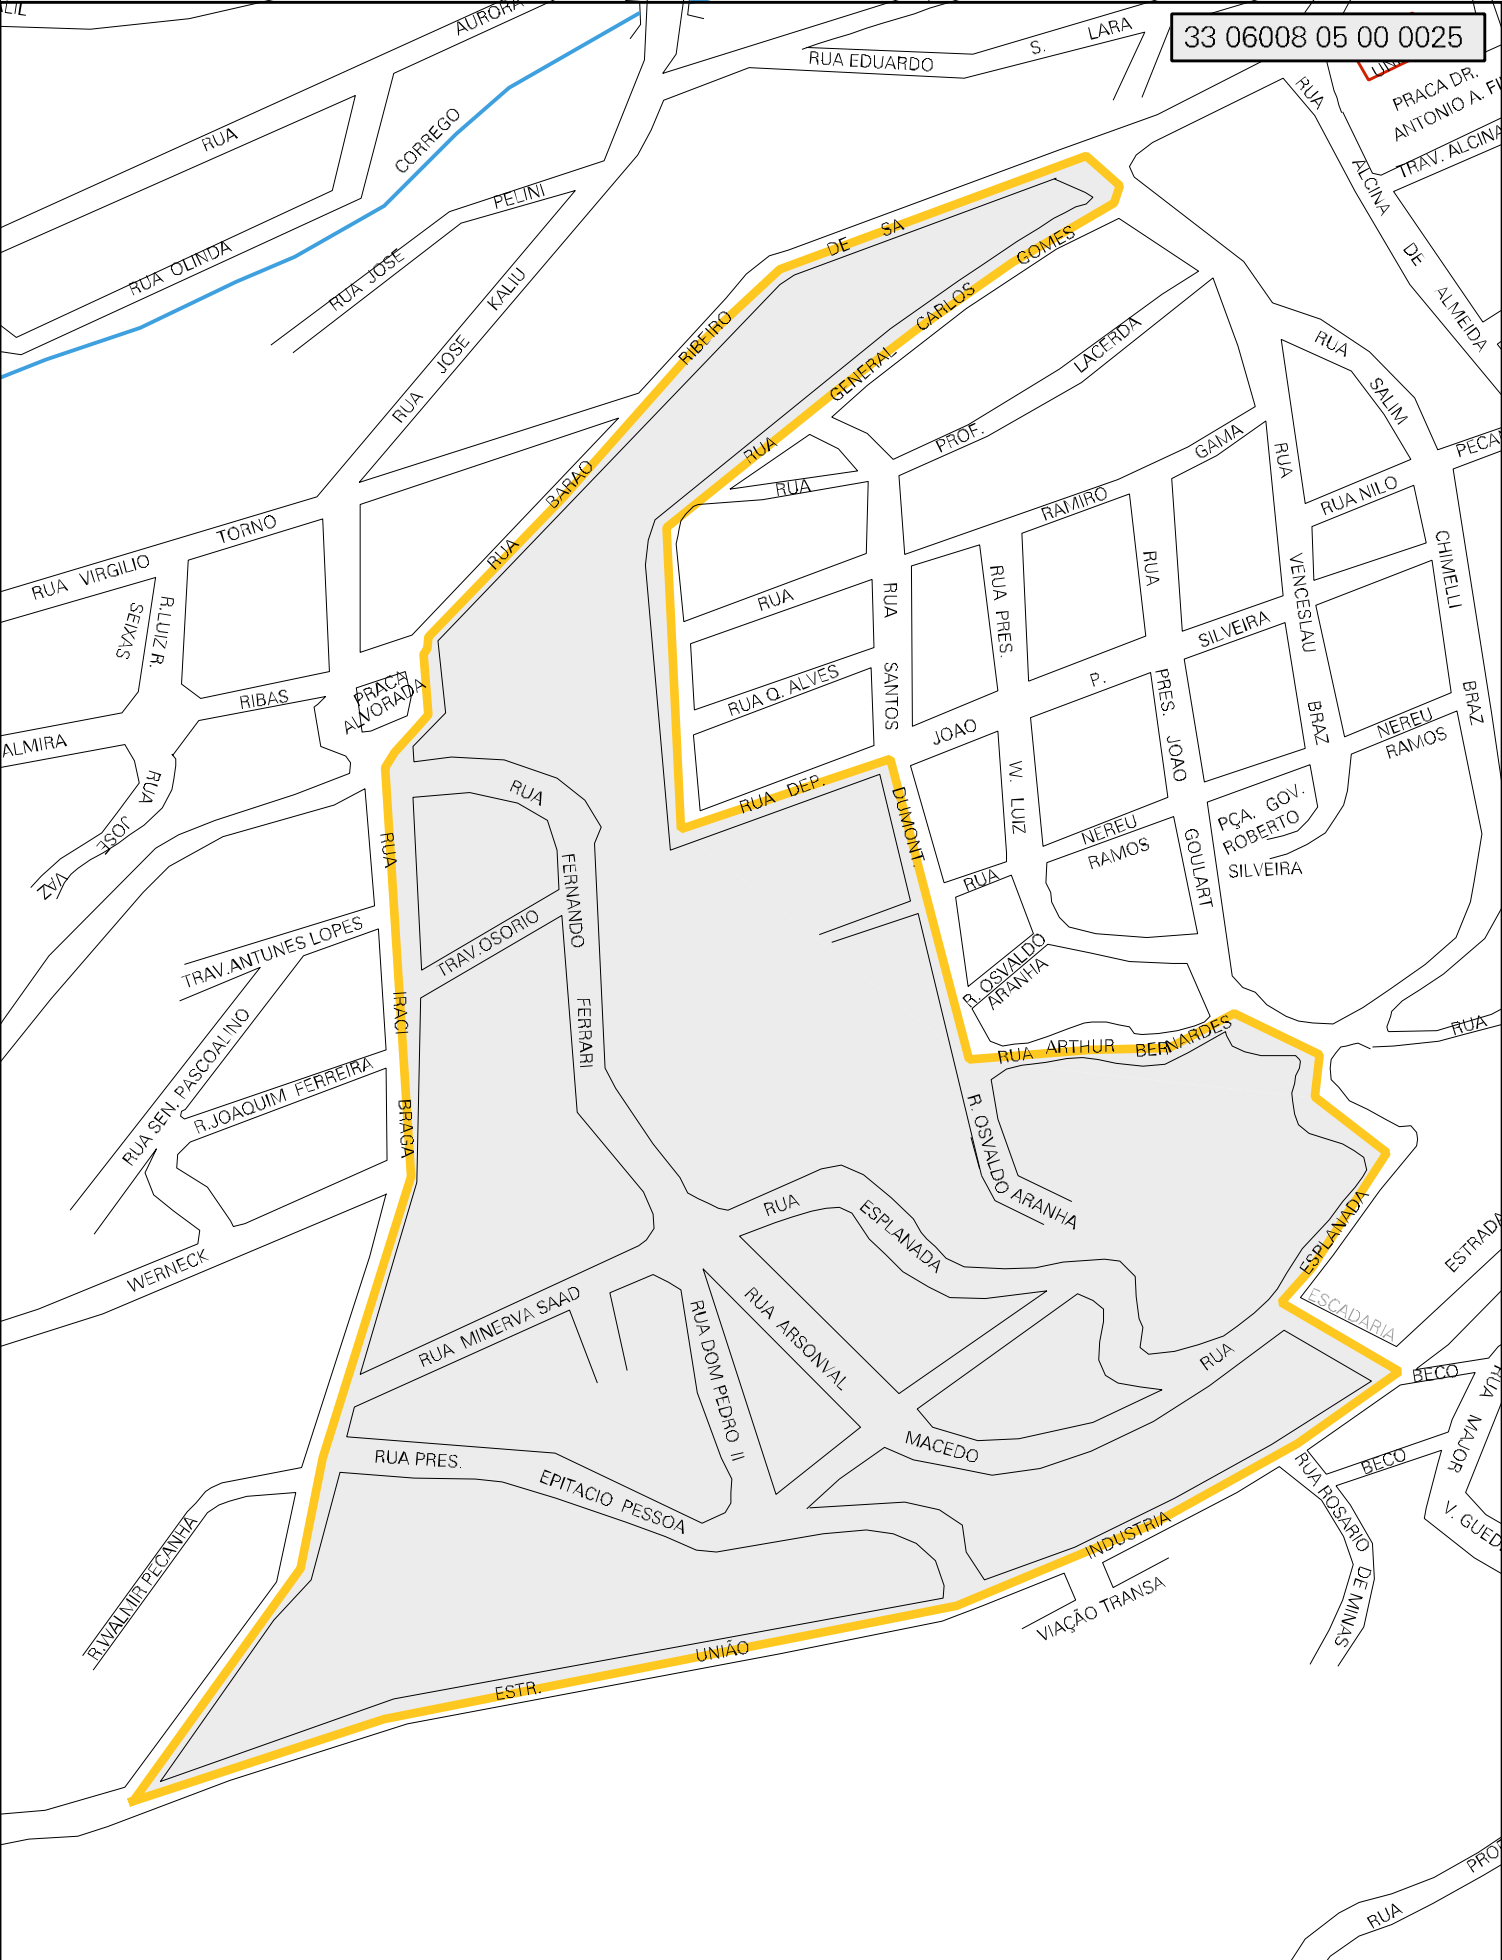 33 06008 05 00 0025
AURORA
RUA
CORREGO
RUA OLINDA
RUA JOSE
PELINI
RUA JOSE KALIU
RUA EDUARDO
S. LARA
RUA
ALCINA
DE
ALMEIDA
PRACA DR.
ANTONIO A. FI
TRAV. ALCINA
RUA BARAO RIBEIRO DE SA
RUA GENERAL CARLOS GOMES
PROF. LACERDA
RUA
SALIM
PECAN
RUA
RAMIRO
GAMA
RUA NILO
RUA
VENCESLAU
BRAZ
CHIMELLI
BRAZ
RUA VIRGILIO
TORNO
R.LUIZ R.
SEIXAS
RIBAS
PRACA
ALVORADA
ALMIRA
RUA
JOSE
VAZ
RUA
RUA Q. ALVES
RUA
SANTOS
DUMONT.
RUA PRES.
W. LUIZ
RUA
PRES. JOAO
GOULART
SILVEIRA
P.
JOAO
NEREU
RAMOS
NEREU
RAMOS
PÇA. GOV.
ROBERTO
SILVEIRA
RUA DEP.
RUA
R. OSVALDO
ARANHA
RUA
FERNANDO
FERRARI
TRAV.OSORIO
RUA
IRACI
BRAGA
TRAV.ANTUNES LOPES
RUA SEN. PASCOALINO
R.JOAQUIM FERREIRA
WERNECK
RUA ARTHUR BERNARDES
BER
RUA
R. OSVALDO
ARANHA
RUA
ESPLANADA
ESPLANADA
ESCADARIA
ESTRADA
RUA MINERVA SAAD
RUA DOM PEDRO II
RUA ARSONVAL
RUA
MACEDO
BECO
BECO
RUA
MAJOR
V. GUED
RUA ROSARIO DE MINAS
RUA PRES.
EPITACIO PESSOA
R.WALMIR PECANHA
ESTR.
UNIÃO
INDUSTRIA
VIAÇÃO TRANSA
RUA